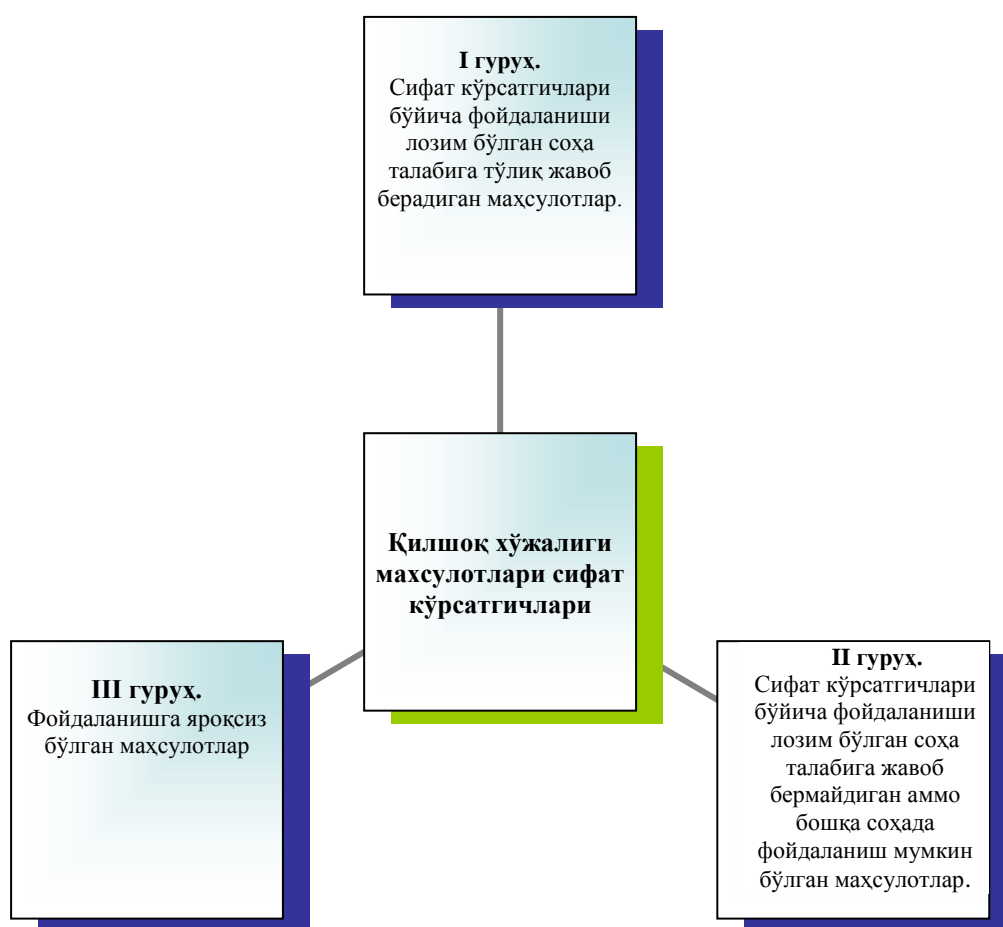 I гуруҳ.
Сифат кўрсатгичлари
бўйича фойдаланиши
лозим бўлган соҳа
талабига тўлиқ жавоб
берадиган маҳсулотлар.
Қилшоқ хўжалиги
махсулотлари сифат
кўрсатгичлари
III гуруҳ.
Фойдаланишга яроқсиз
бўлган маҳсулотлар
II гуруҳ.
Сифат кўрсатгичлари
бўйича фойдаланиши
лозим бўлган соҳа
талабига жавоб
бермайдиган аммо
бошқа соҳада
фойдаланиш мумкин
бўлган маҳсулотлар.